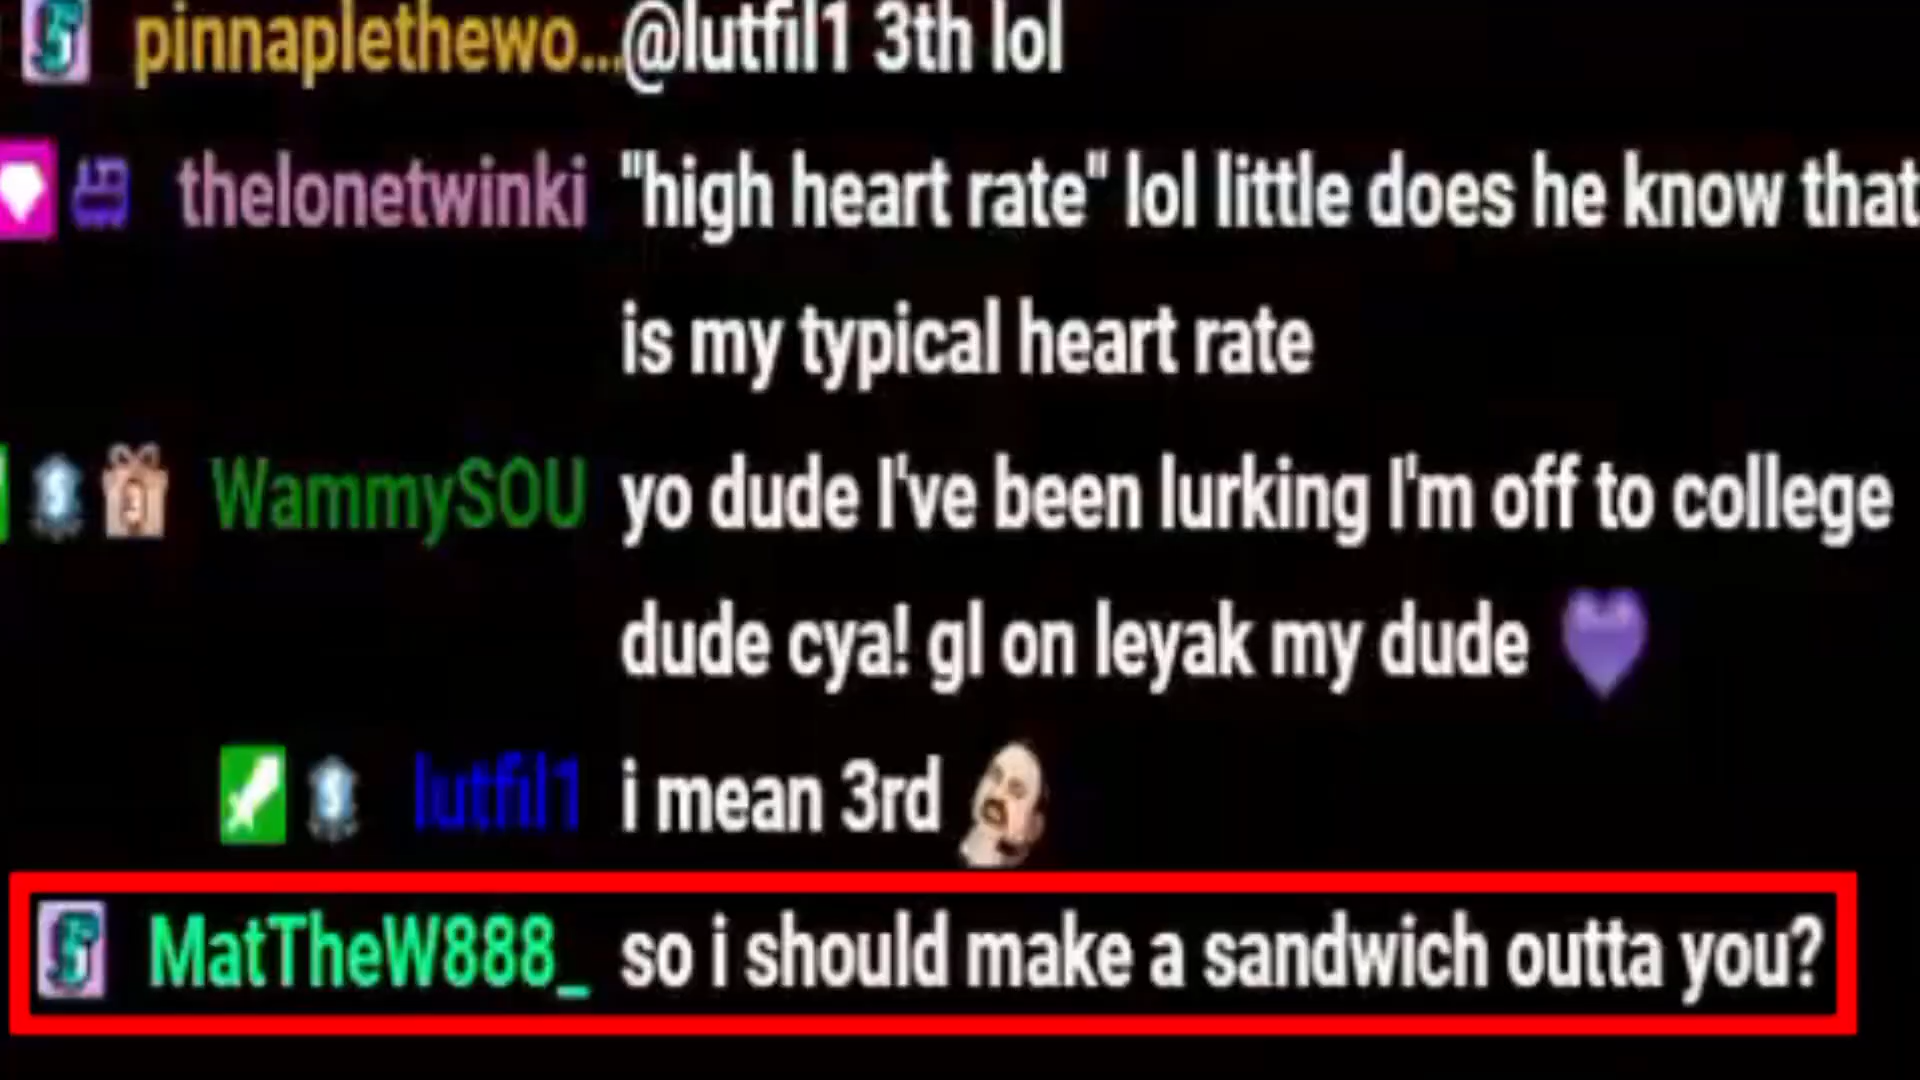 pinnaplethewo... @lutfil1 3th lol
thelonetwinki "high heart rate" lol little does he know that
is my typical heart rate
WammySOU yo dude I've been lurking I'm off to college
dude cya! gl on leyak my dude
lutfil1 i mean 3rd
MatTheW888_ so i should make a sandwich outta you?